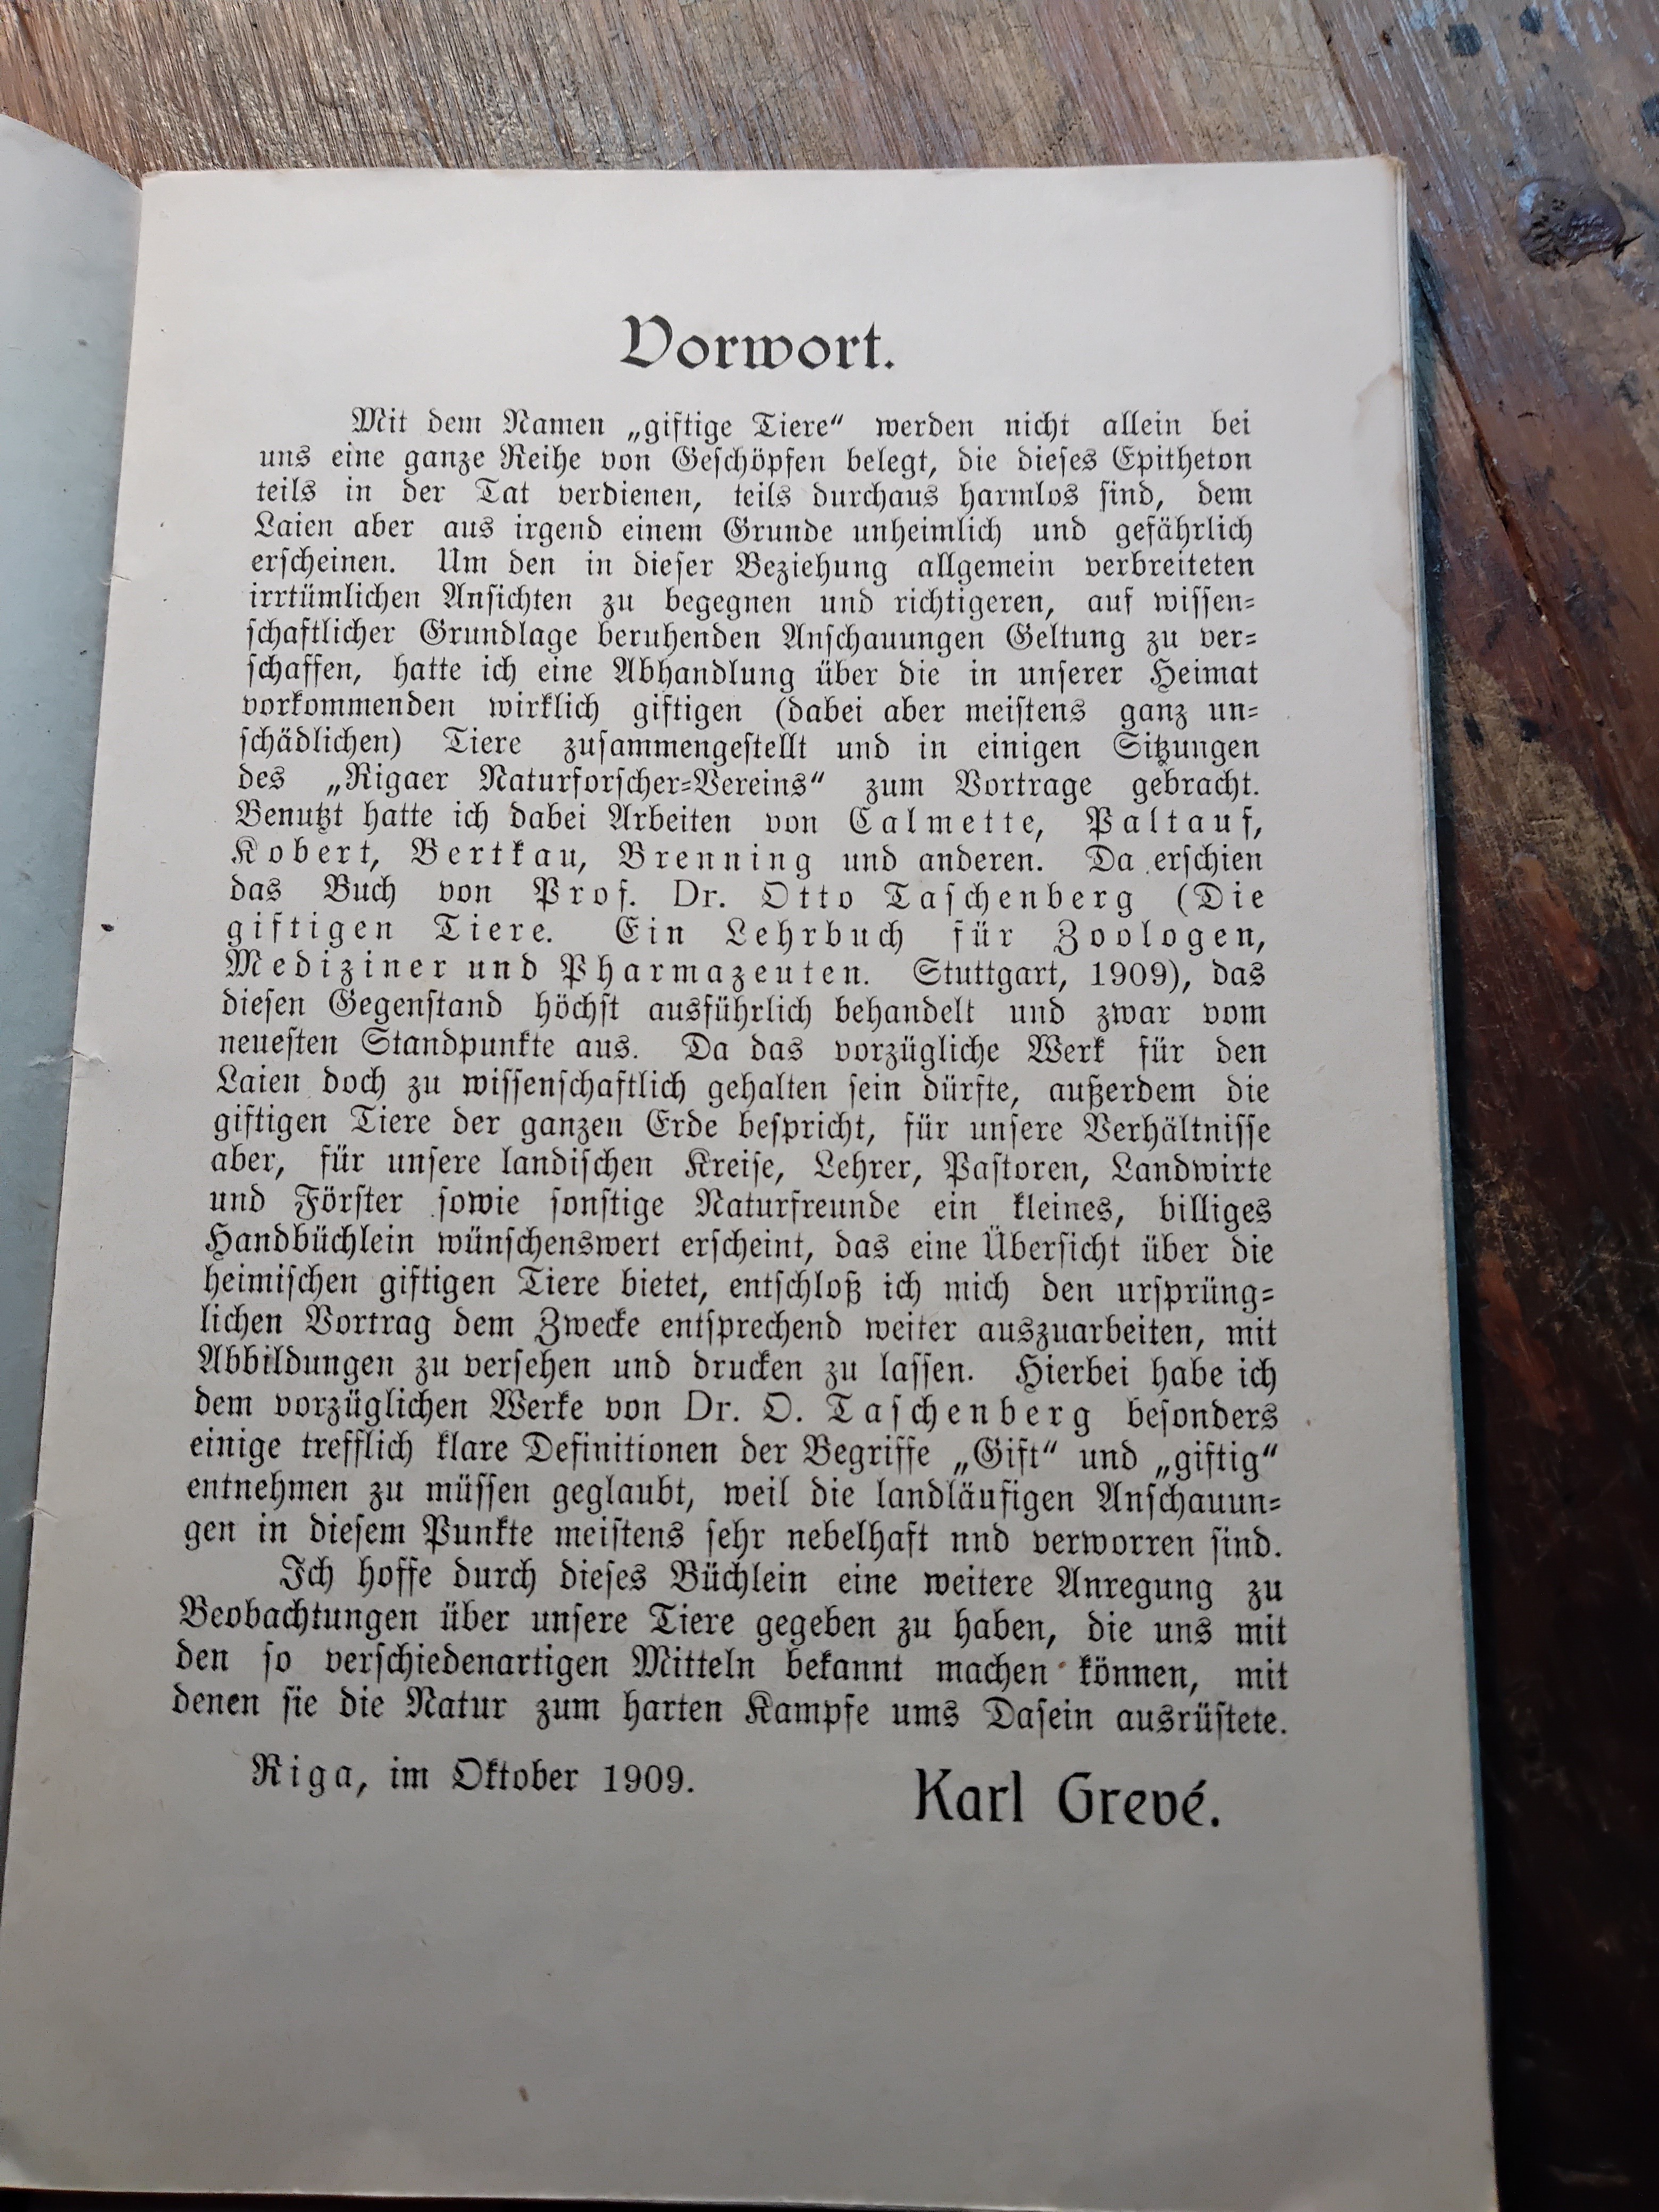 Vorwort.
Mit dem Namen „giftige Tiere“ werden nicht allein bei
uns eine ganze Reihe von Geschöpfen belegt, die dieses Epitheton
teils in der Tat verdienen, teils durchaus harmlos sind, dem
Laien aber aus irgend einem Grunde unheimlich und gefährlich
erscheinen. Um den in dieser Beziehung allgemein verbreiteten
irrtümlichen Ansichten zu begegnen und richtigeren, auf wissen-
schaftlicher Grundlage beruhenden Anschauungen Geltung zu ver-
schaffen, hatte ich eine Abhandlung über die in unserer Heimat
vorkommenden wirklich giftigen (dabei aber meistens ganz un-
schädlichen) Tiere zusammengestellt und in einigen Sitzungen
des „Rigaer Naturforscher-Vereins“ zum Vortrage gebracht.
Benutzt hatte ich dabei Arbeiten von Calmette, Paltauf,
Kobert, Bertkau, Brenning und anderen. Da erschien
das Buch von Prof. Dr. Otto Taschenberg (Die
giftigen Tiere. Ein Lehrbuch für Zoologen,
Mediziner und Pharmazeuten. Stuttgart, 1909), das
diesen Gegenstand höchst ausführlich behandelt und zwar vom
neuesten Standpunkte aus. Da das vorzügliche Werk für den
Laien doch zu wissenschaftlich gehalten sein dürfte, außerdem die
giftigen Tiere der ganzen Erde bespricht, für unsere Verhältnisse
aber, für unsere landischen Kreise, Lehrer, Pastoren, Landwirte
und Förster sowie sonstige Naturfreunde ein kleines, billiges
Handbüchlein wünschenswert erscheint, das eine Übersicht über die
heimischen giftigen Tiere bietet, entschloß ich mich den ursprüng-
lichen Vortrag dem Zwecke entsprechend weiter auszuarbeiten, mit
Abbildungen zu versehen und drucken zu lassen. Hierbei habe ich
dem vorzüglichen Werke von Dr. O. Taschenberg besonders
einige trefflich klare Definitionen der Begriffe „Gift“ und „giftig“
entnehmen zu müssen geglaubt, weil die landläufigen Anschauun-
gen in diesem Punkte meistens sehr nebelhaft nnd verworren sind.
Ich hoffe durch dieses Büchlein eine weitere Anregung zu
Beobachtungen über unsere Tiere gegeben zu haben, die uns mit
den so verschiedenartigen Mitteln bekannt machen können, mit
denen sie die Natur zum harten Kampfe ums Dasein ausrüstete.
Riga, im Oktober 1909.
Karl Grevé.